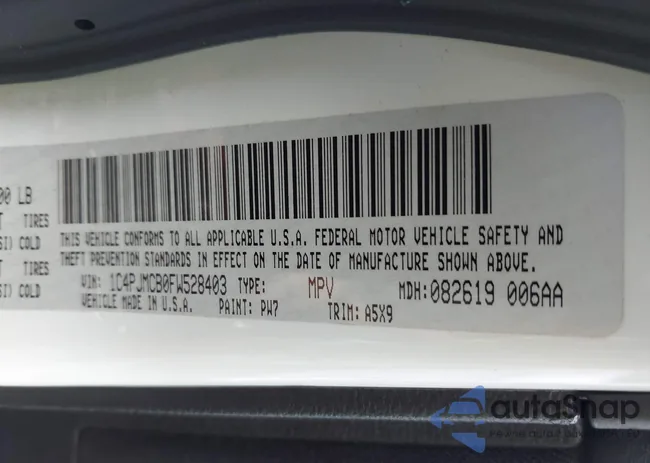 00 LB
TIRES
SI) COLD
TIRES
SI) COLD
THIS VEHICLE CONFORMS TO ALL APPLICABLE U.S.A. FEDERAL MOTOR VEHICLE SAFETY AND
THEFT PREVENTION STANDARDS IN EFFECT ON THE DATE OF MANUFACTURE SHOWN ABOVE.
VIN: 1C4PJMCB0FW528403 TYPE: MPV MDH:082619 006AA
VEHICLE MADE IN U.S.A. PAINT: PW7 TRIM: A5X9
autoSnap